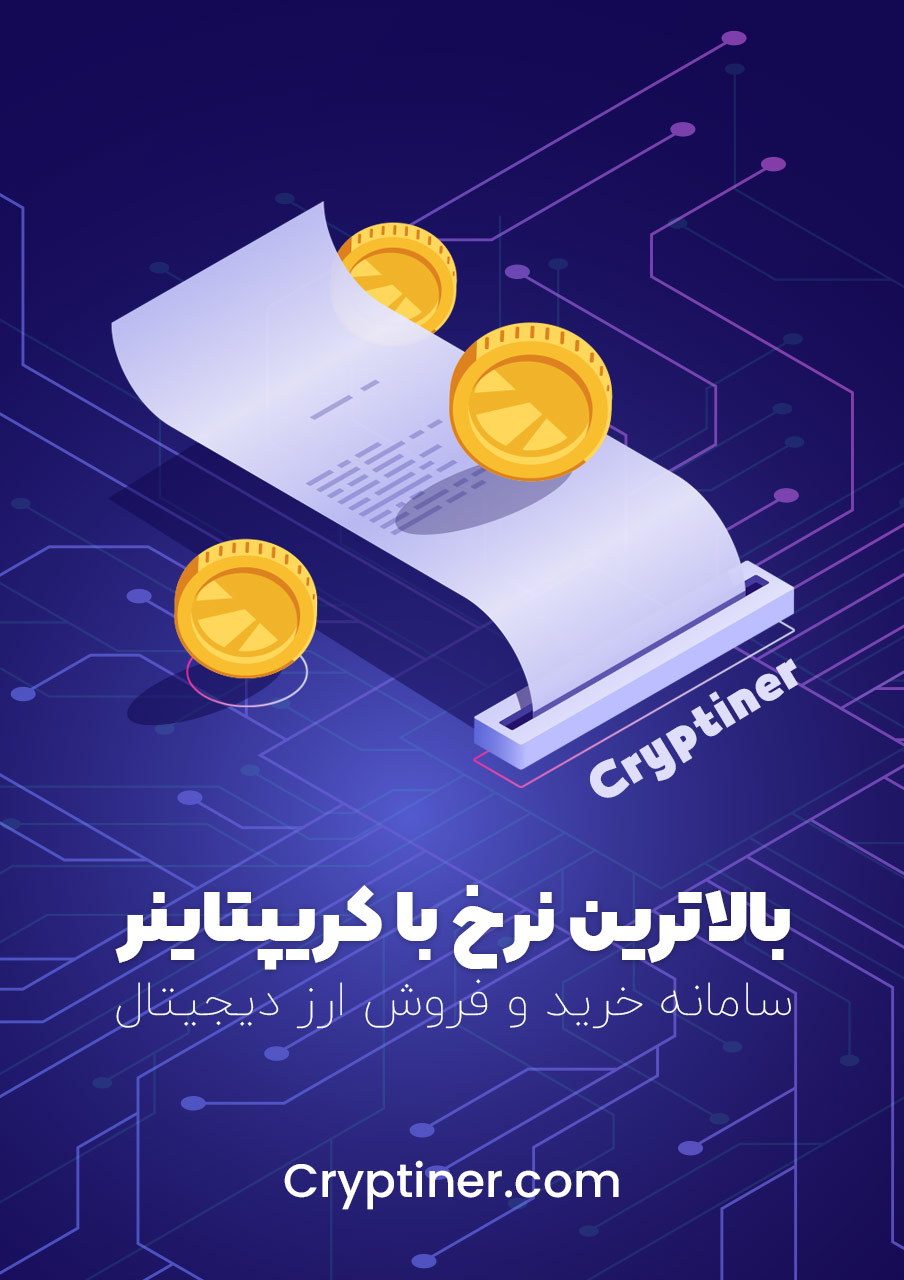 Cryptiner
بالاترین نرخ با کریپتاینر
سامانه خرید و فروش ارز دیجیتال
Cryptiner.com